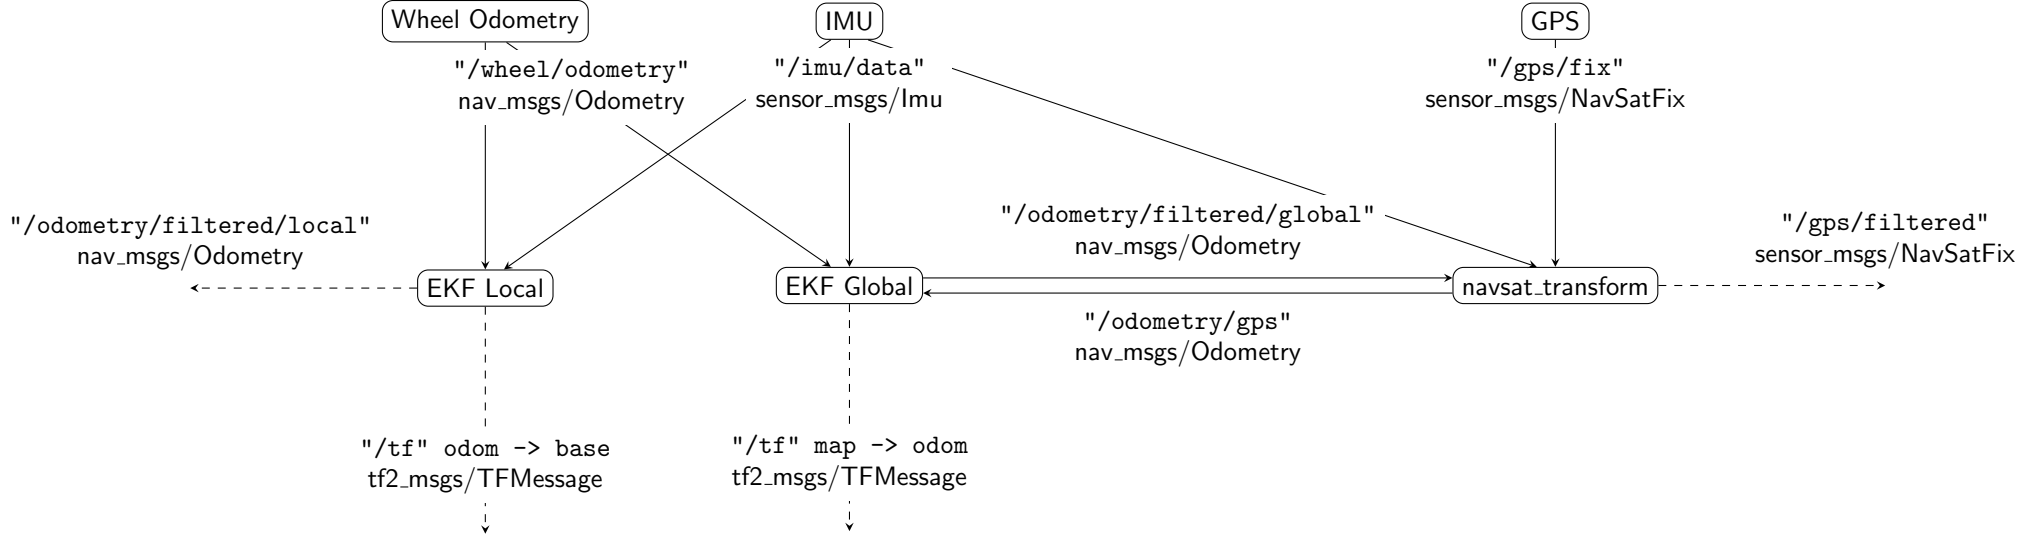 Wheel Odometry
IMU
GPS
"/wheel/odometry"
nav_msgs/Odometry
"/imu/data"
sensor_msgs/Imu
"/gps/fix"
sensor_msgs/NavSatFix
"/odometry/filtered/local"
nav_msgs/Odometry
"/odometry/filtered/global"
nav_msgs/Odometry
"/gps/filtered"
sensor_msgs/NavSatFix
EKF Local
EKF Global
navsat_transform
"/odometry/gps"
nav_msgs/Odometry
"/tf" odom -> base
tf2_msgs/TFMessage
"/tf" map -> odom
tf2_msgs/TFMessage